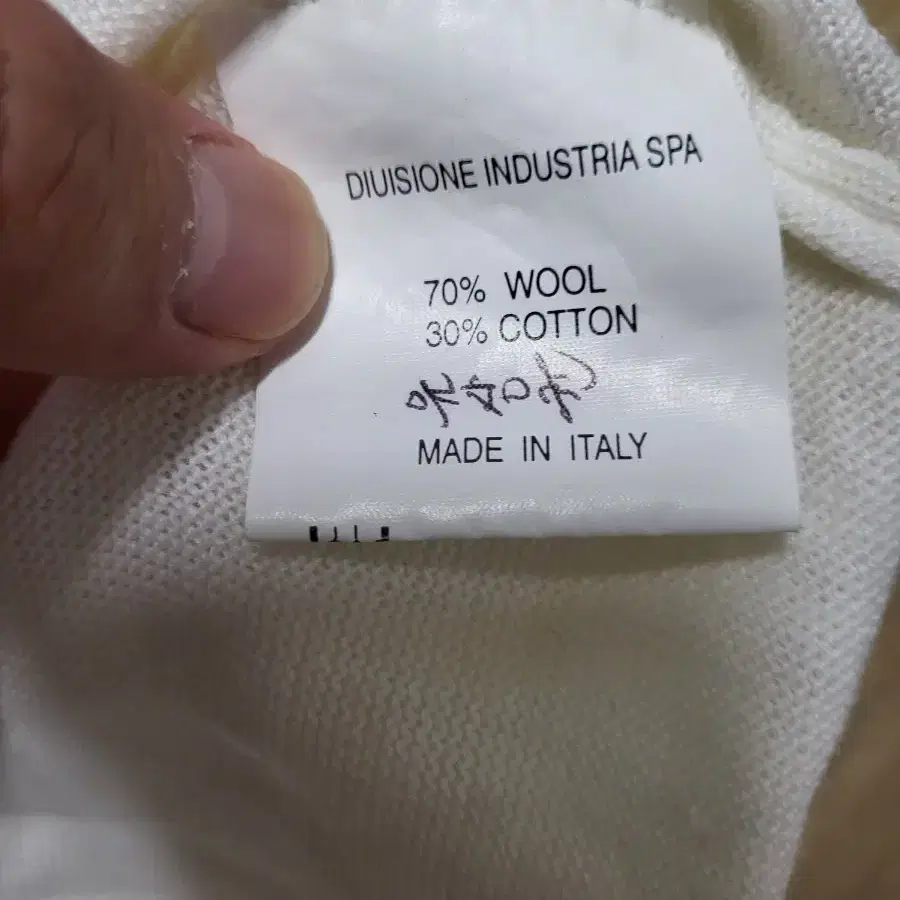 DIUISIONE INDUSTRIA SPA
70% WOOL
30% COTTON
MADE IN ITALY